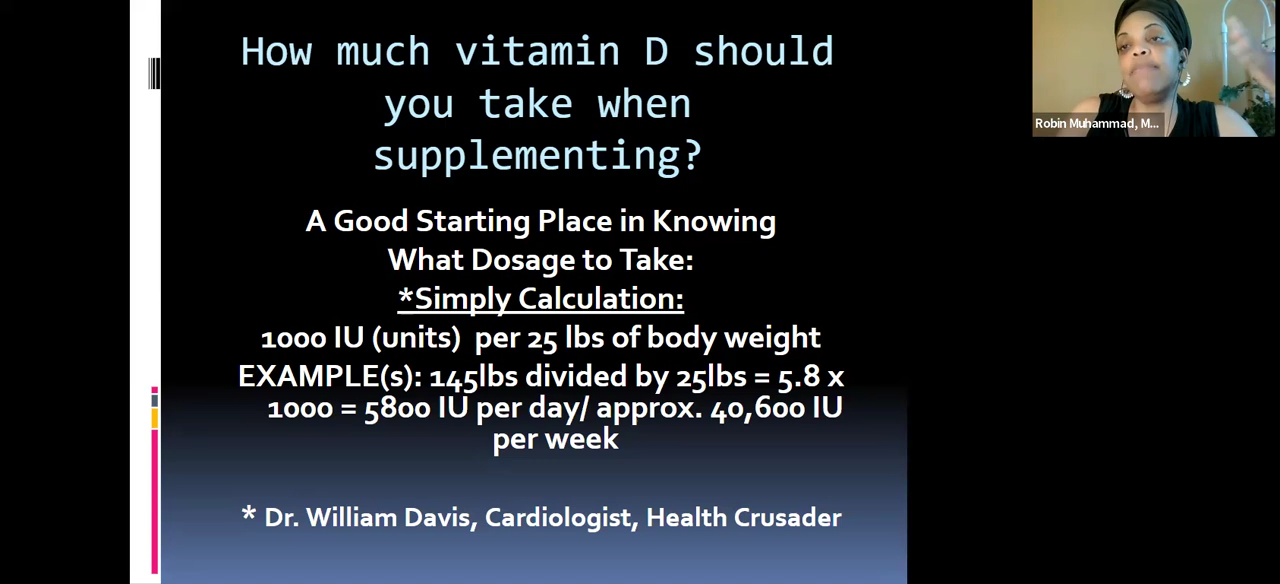 How much vitamin D should
you take when
supplementing?
A Good Starting Place in Knowing
What Dosage to Take:
*Simply Calculation:
1000 IU (units)  per 25 lbs of body weight
EXAMPLE(s): 145lbs divided by 25lbs = 5.8 x
1000 = 5800 IU per day/ approx. 40,600 IU
per week
* Dr. William Davis, Cardiologist, Health Crusader
Robin Muhammad, M...